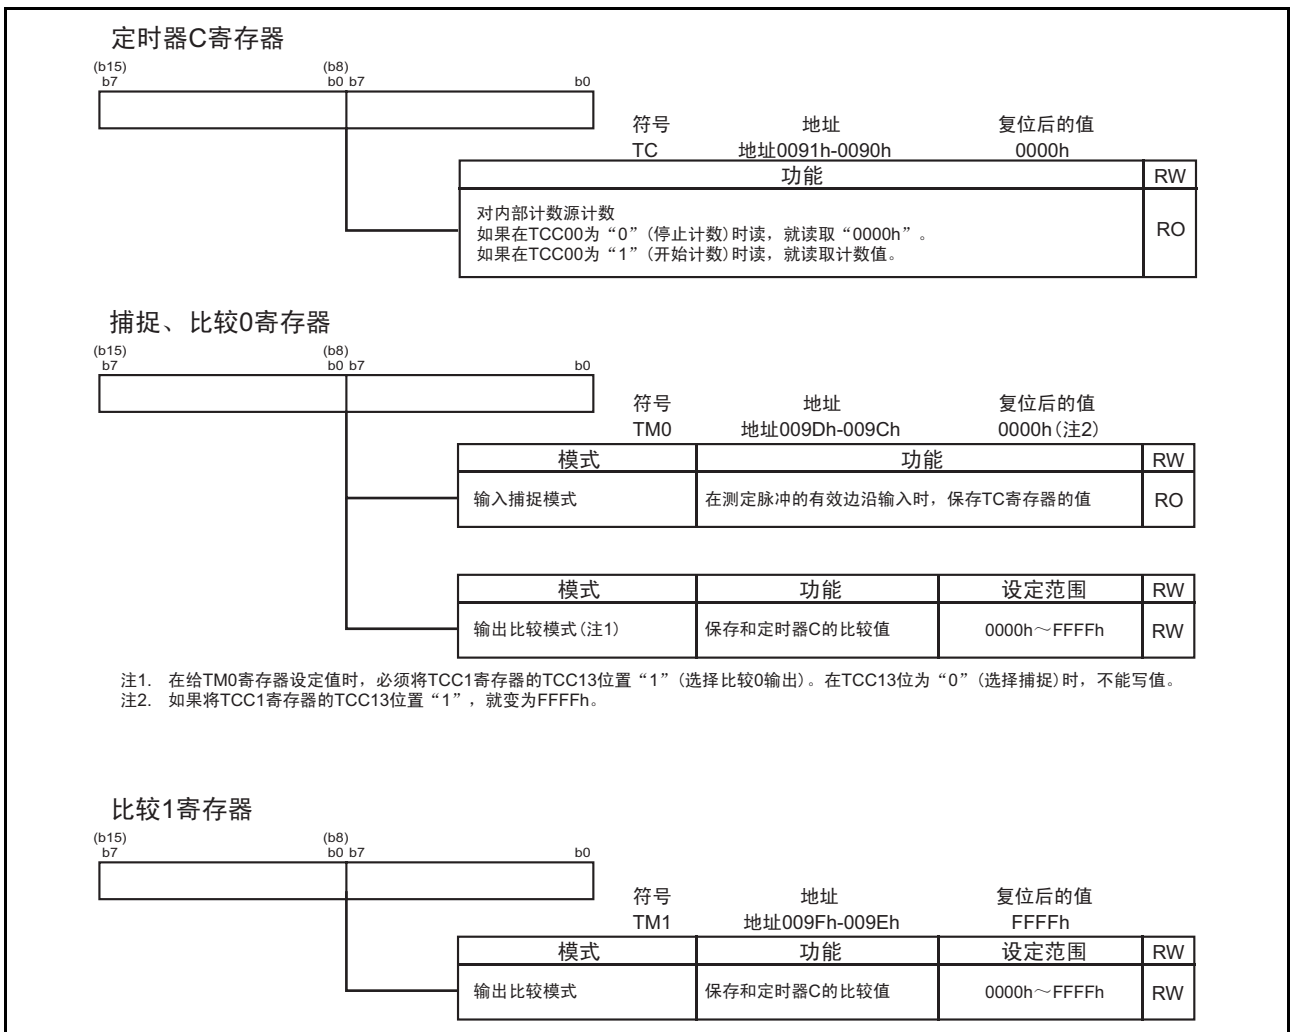 定时器C寄存器
(b15) (b8)
b7 b0 b7 b0
符号 地址 复位后的值
TC 地址0091h-0090h 0000h
功能 RW
对内部计数源计数
如果在TCC00为“0”(停止计数)时读，就读取“0000h”。
如果在TCC00为“1”(开始计数)时读，就读取计数值。
RO
捕捉、比较0寄存器
(b15) (b8)
b7 b0 b7 b0
符号 地址 复位后的值
TM0 地址009Dh-009Ch 0000h(注2)
模式 功能 RW
输入捕捉模式 在测定脉冲的有效边沿输入时，保存TC寄存器的值 RO
模式 功能 设定范围 RW
输出比较模式(注1) 保存和定时器C的比较值 0000h～FFFFh RW
注1. 在给TM0寄存器设定值时，必须将TCC1寄存器的TCC13位置“1”(选择比较0输出)。在TCC13位为“0”(选择捕捉)时，不能写值。
注2. 如果将TCC1寄存器的TCC13位置“1”，就变为FFFFh。
比较1寄存器
(b15) (b8)
b7 b0 b7 b0
符号 地址 复位后的值
TM1 地址009Fh-009Eh FFFFh
模式 功能 设定范围 RW
输出比较模式 保存和定时器C的比较值 0000h～FFFFh RW